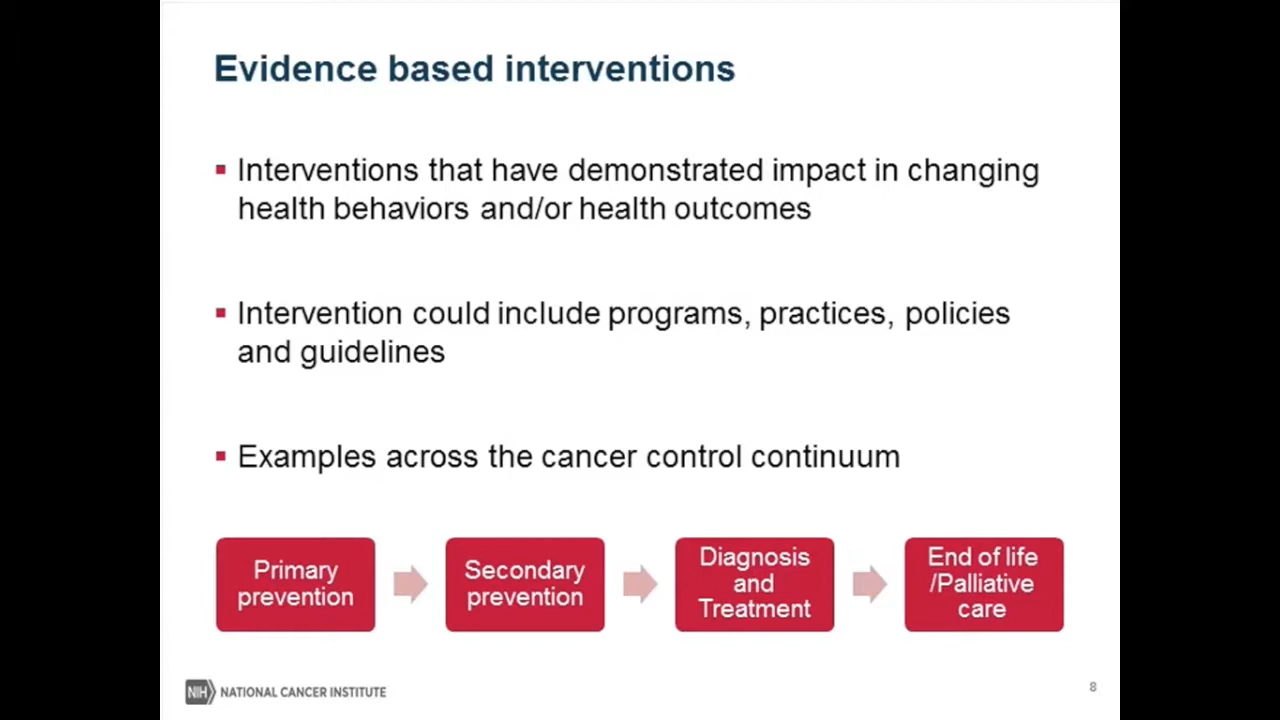 Evidence based interventions
Interventions that have demonstrated impact in changing
health behaviors and/or health outcomes
Intervention could include programs, practices, policies
and guidelines
Examples across the cancer control continuum
Primary
prevention
Secondary
prevention
Diagnosis
and
Treatment
End of life
/Palliative
care
NIH NATIONAL CANCER INSTITUTE
8